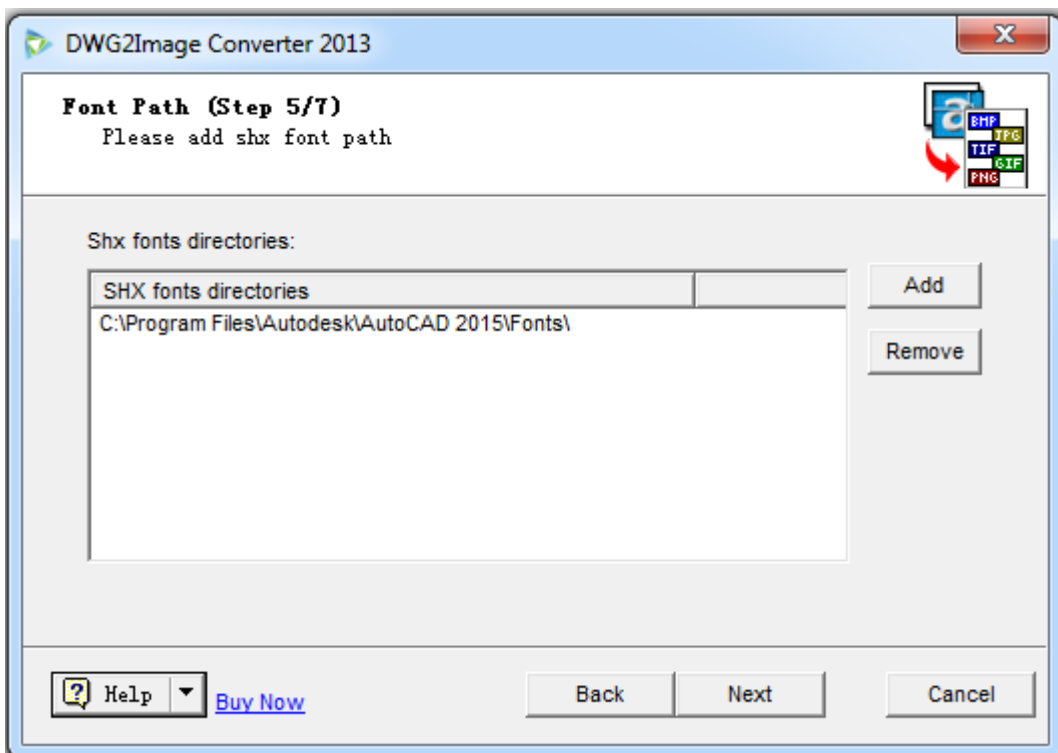 DWG2Image Converter 2013
Font Path (Step 5/7)
Please add shx font path
a
BMP
JPG
TIF
GIF
PNG
Shx fonts directories:
SHX fonts directories
C:\Program Files\Autodesk\AutoCAD 2015\Fonts\
Add
Remove
Help
Buy Now
Back
Next
Cancel